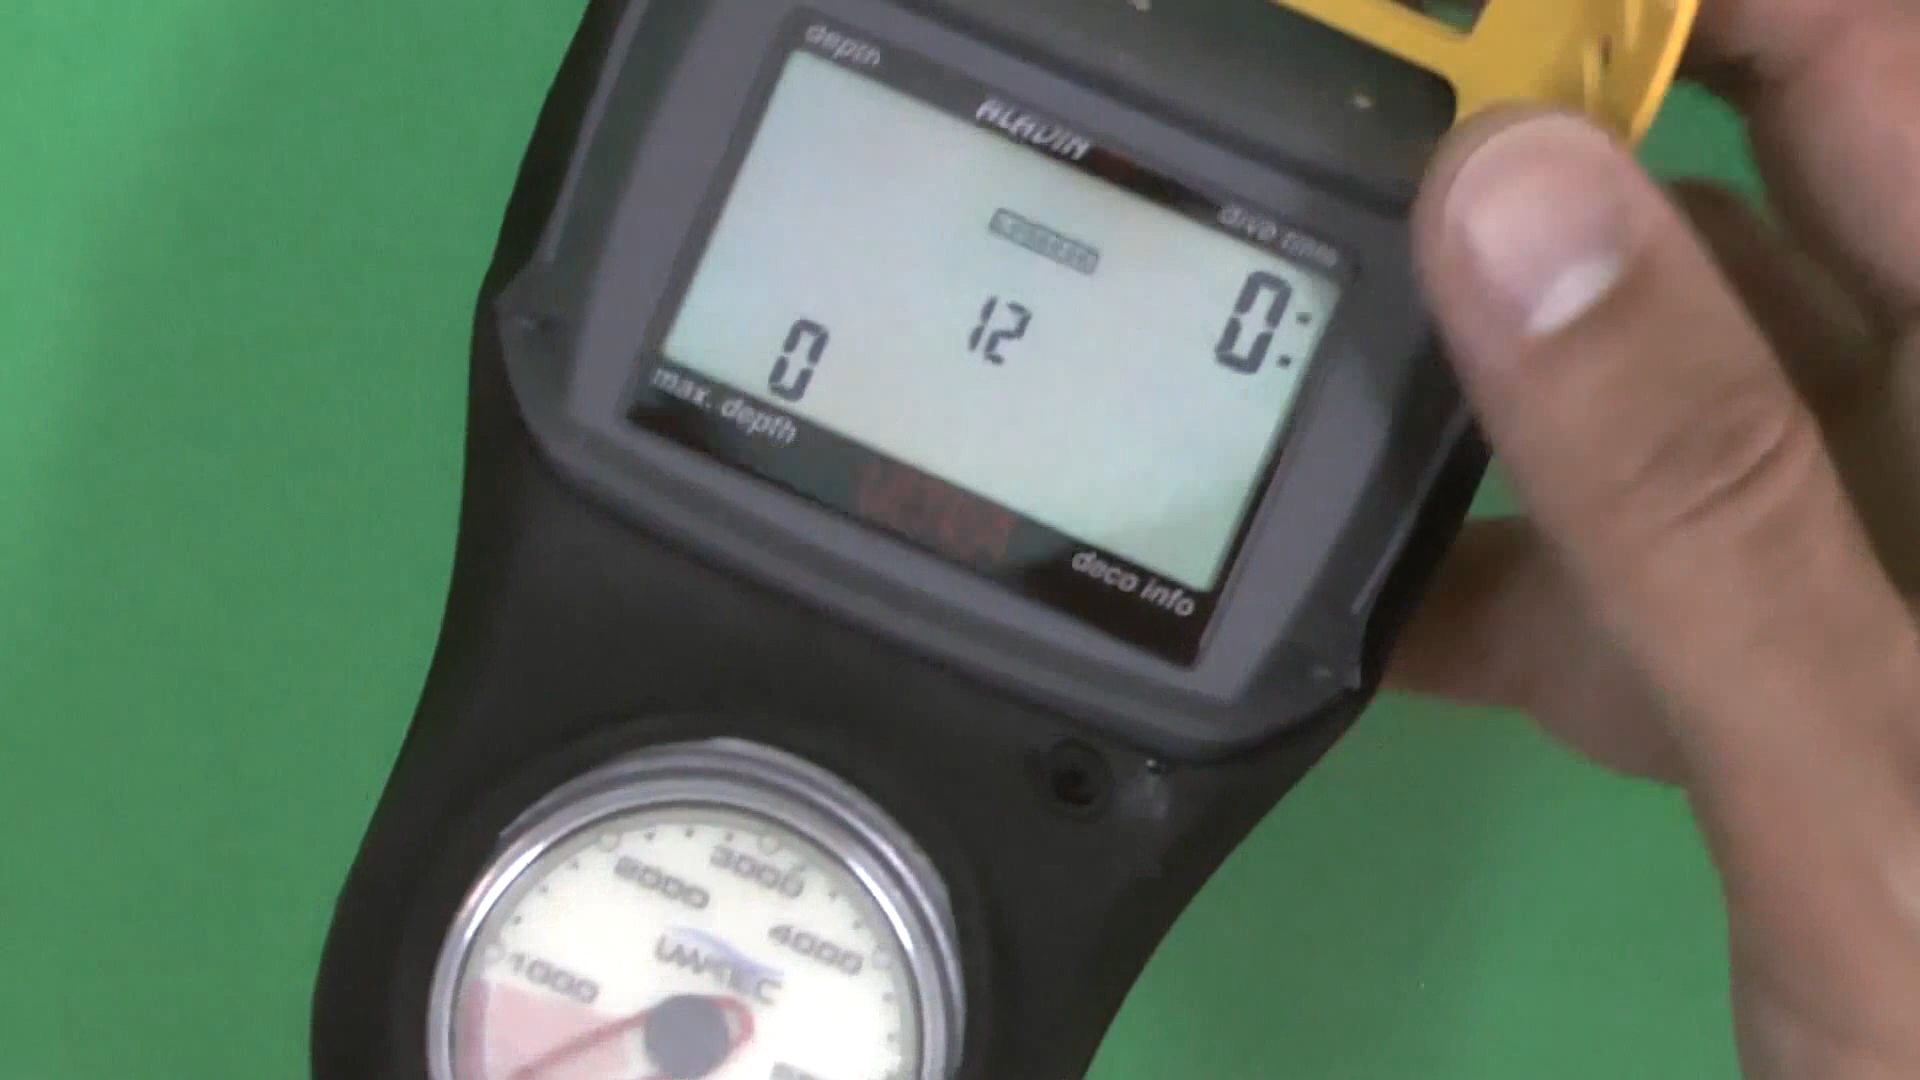 depth
ALADIN
dive time
0:
12
0
max. depth
deco info
3000
2000
4000
UWATEC
1000